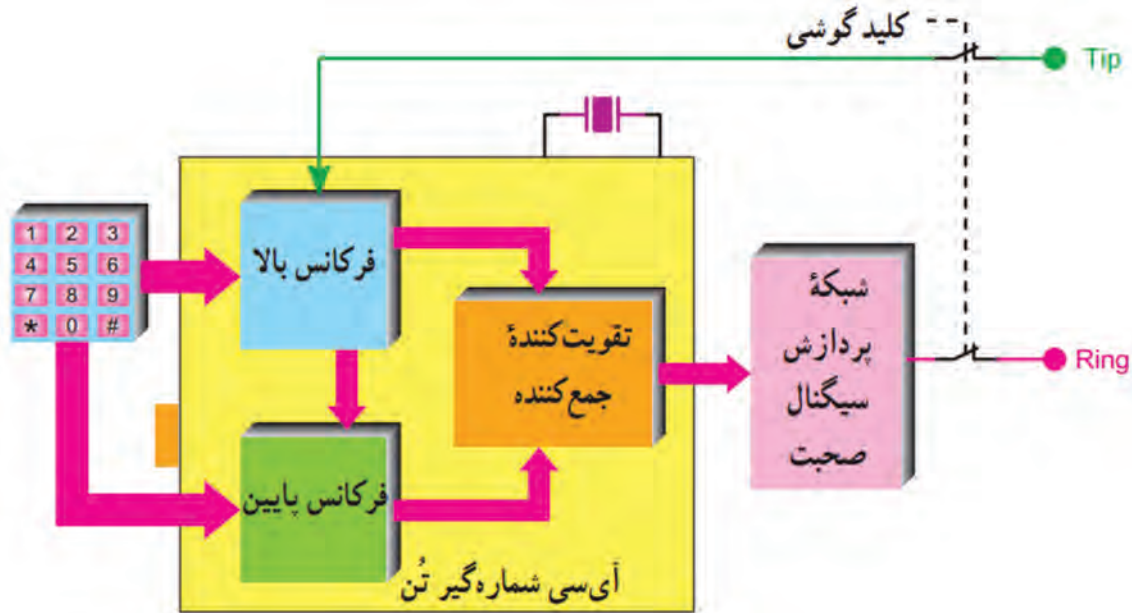 کلید گوشی
Tip
1 2 3
4 5 6
7 8 9
* 0 #
فرکانس بالا
تقویت‌کنندهٔ
جمع‌کننده
شبکهٔ
پردازش
سیگنال
صحبت
Ring
فرکانس پایین
آی‌سی شماره‌گیر تُن